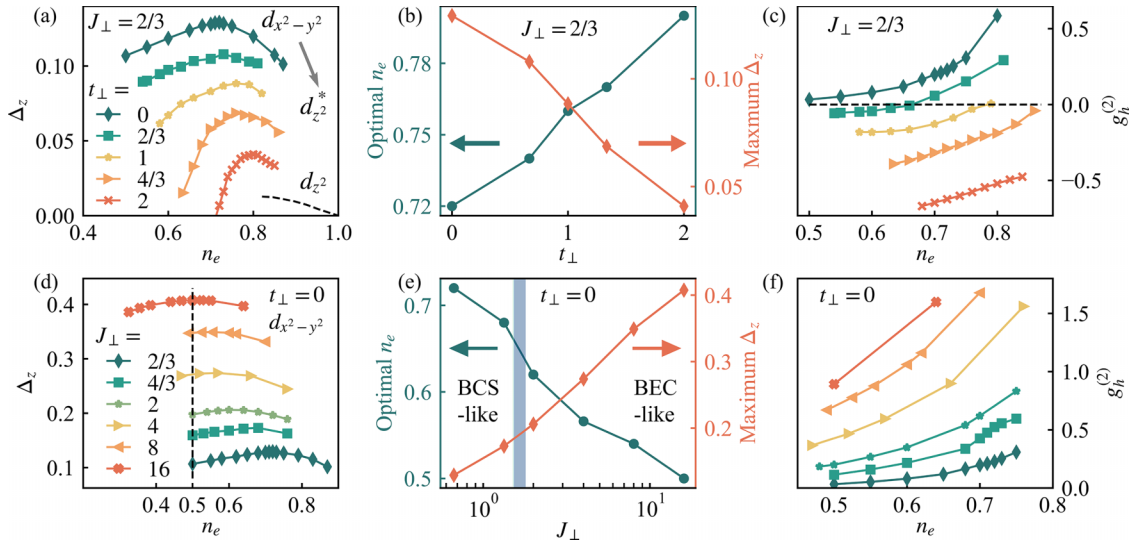 (a)
J⊥ = 2/3
d_{x²−y²}
t⊥ =
0
2/3
1
4/3
2
d*_{z²}
d_{z²}
Δ_z
0.10
0.05
0.00
0.4 0.6 0.8 1.0
n_e
(b)
J⊥ = 2/3
Optimal n_e
0.78
0.75
0.72
0 1 2
t⊥
0.10
0.05
Maximum Δ_z
(c)
J⊥ = 2/3
0.5
0.0
−0.5
g_h^{(2)}
0.5 0.6 0.7 0.8
n_e
(d)
t⊥ = 0
d_{x²−y²}
J⊥ =
2/3
4/3
2
4
8
16
Δ_z
0.4
0.3
0.2
0.1
0.4 0.5 0.6 0.8
n_e
(e)
t⊥ = 0
BCS
-like
BEC
-like
Optimal n_e
0.7
0.6
0.5
10⁰ 10¹
J⊥
0.4
0.3
0.2
Maximum Δ_z
(f)
t⊥ = 0
1.5
1.0
0.5
0.0
g_h^{(2)}
0.5 0.6 0.7 0.8
n_e